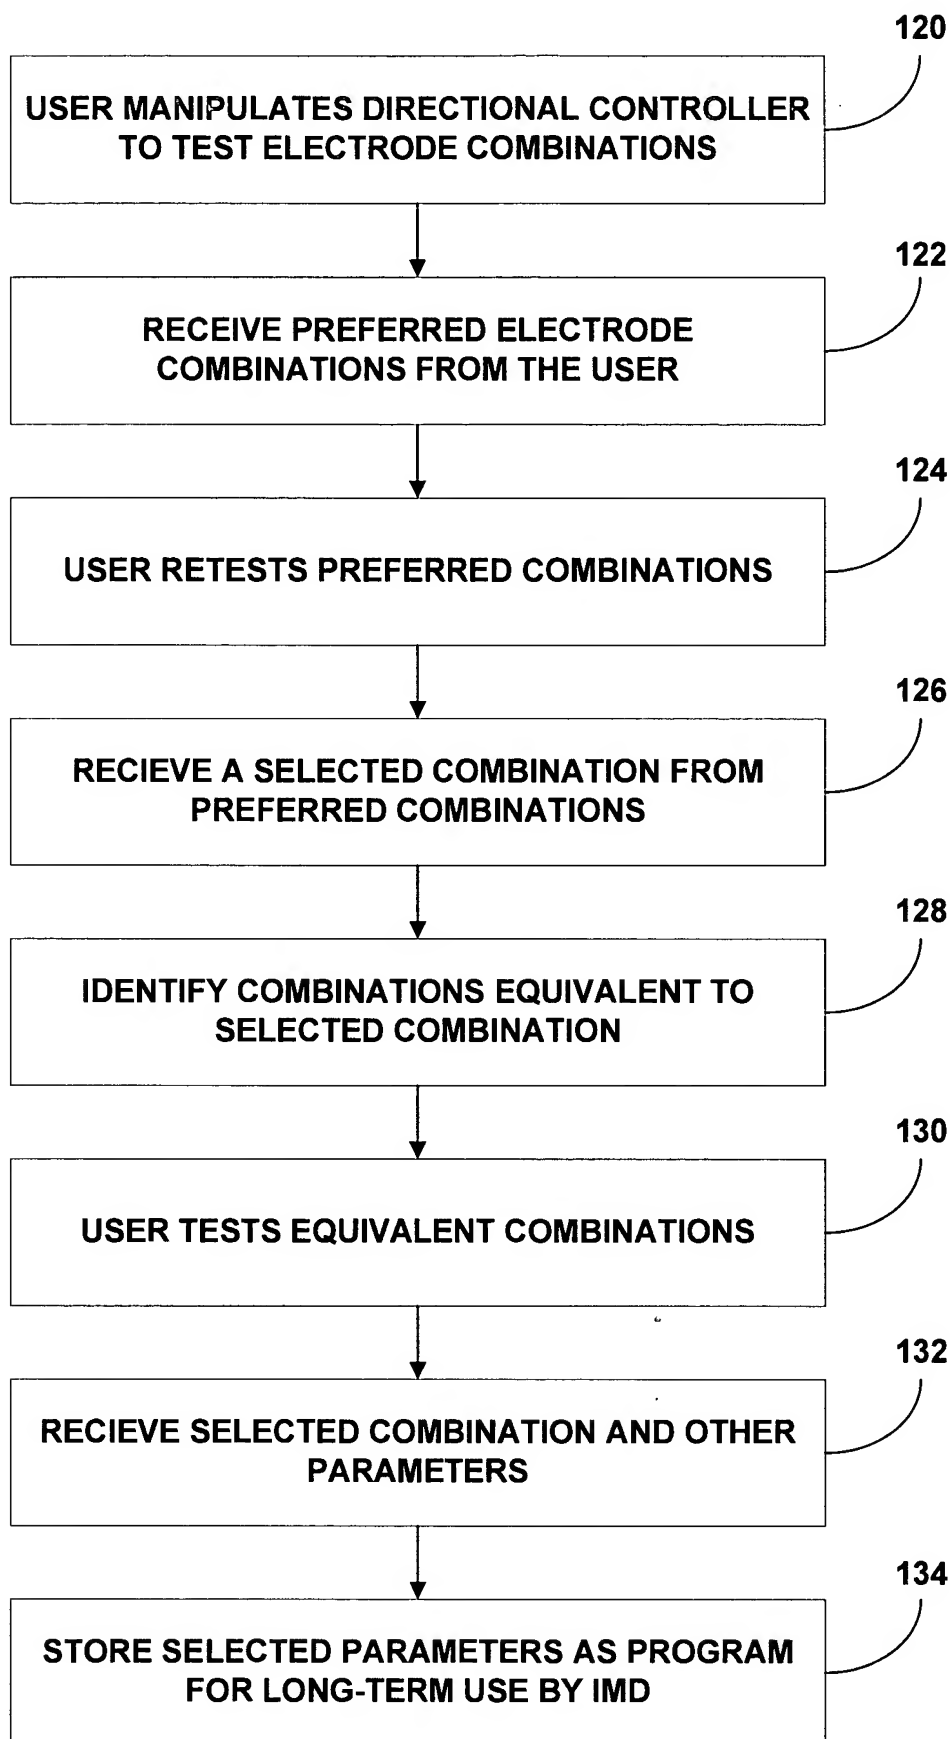 120
USER MANIPULATES DIRECTIONAL CONTROLLER
TO TEST ELECTRODE COMBINATIONS
122
RECEIVE PREFERRED ELECTRODE
COMBINATIONS FROM THE USER
124
USER RETESTS PREFERRED COMBINATIONS
126
RECIEVE A SELECTED COMBINATION FROM
PREFERRED COMBINATIONS
128
IDENTIFY COMBINATIONS EQUIVALENT TO
SELECTED COMBINATION
130
USER TESTS EQUIVALENT COMBINATIONS
132
RECIEVE SELECTED COMBINATION AND OTHER
PARAMETERS
134
STORE SELECTED PARAMETERS AS PROGRAM
FOR LONG-TERM USE BY IMD